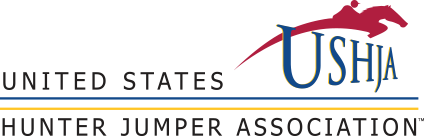 USHJA
UNITED STATES
HUNTER JUMPER ASSOCIATION™